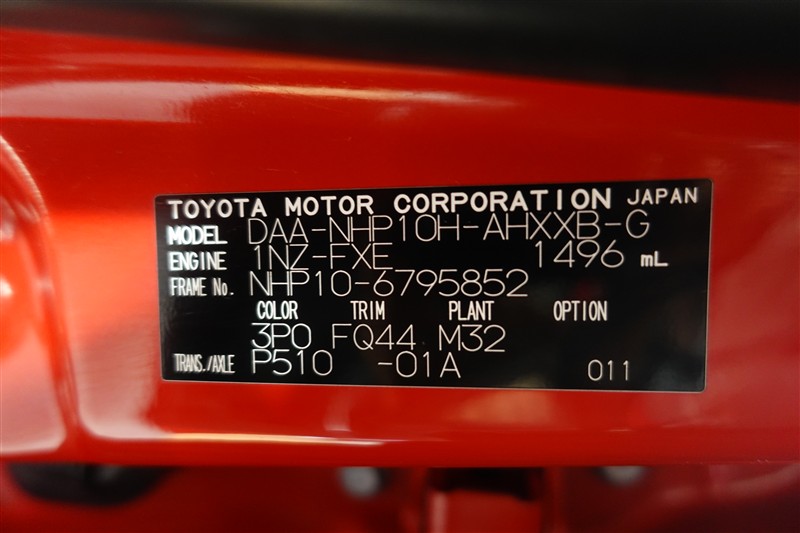 TOYOTA MOTOR CORPORATION JAPAN
MODEL DAA-NHP10H-AHXXB-G
ENGINE 1NZ-FXE 1496 mL
FRAME No. NHP10-6795852
COLOR TRIM PLANT OPTION
3P0 FQ44 M32
TRANS./AXLE P510 -01A 011